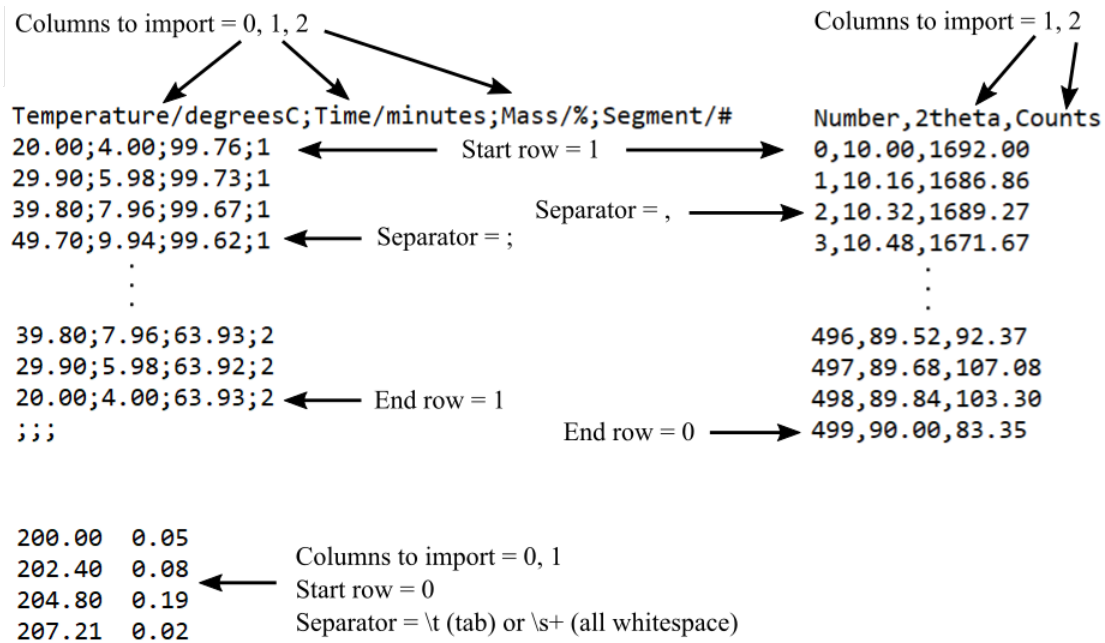 Columns to import = 0, 1, 2
Columns to import = 1, 2
Temperature/degreesC;Time/minutes;Mass/%;Segment/#
Number,2theta,Counts
20.00;4.00;99.76;1
Start row = 1
0,10.00,1692.00
29.90;5.98;99.73;1
1,10.16,1686.86
39.80;7.96;99.67;1
Separator = ,
2,10.32,1689.27
49.70;9.94;99.62;1
Separator = ;
3,10.48,1671.67
.
.
.
.
.
.
39.80;7.96;63.93;2
496,89.52,92.37
29.90;5.98;63.92;2
497,89.68,107.08
20.00;4.00;63.93;2
End row = 1
498,89.84,103.30
;;;
End row = 0
499,90.00,83.35
200.00 0.05
202.40 0.08
204.80 0.19
207.21 0.02
Columns to import = 0, 1
Start row = 0
Separator = \t (tab) or \s+ (all whitespace)